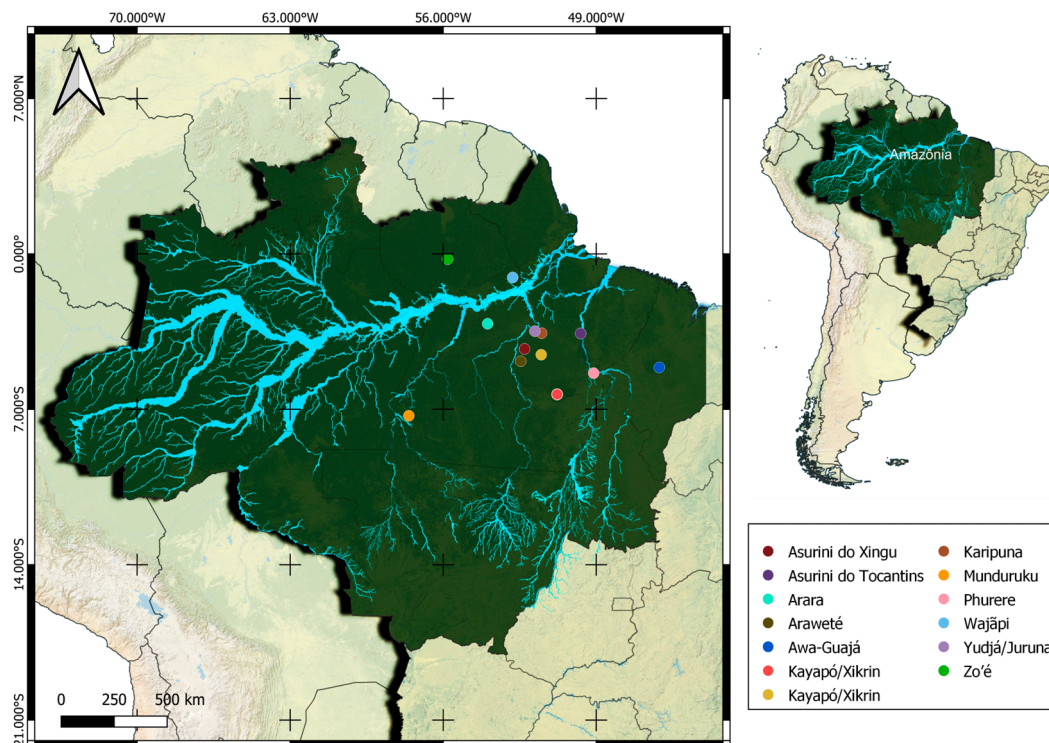 70.000°W 63.000°W 56.000°W 49.000°W
7.000°N
0.000°
7.000°S
14.000°S
21.000°S
0 250 500 km
Amazônia
Asurini do Xingu
Asurini do Tocantins
Arara
Araweté
Awa-Guajá
Kayapó/Xikrin
Kayapó/Xikrin
Karipuna
Munduruku
Phurere
Wajãpi
Yudjá/Juruna
Zo'é